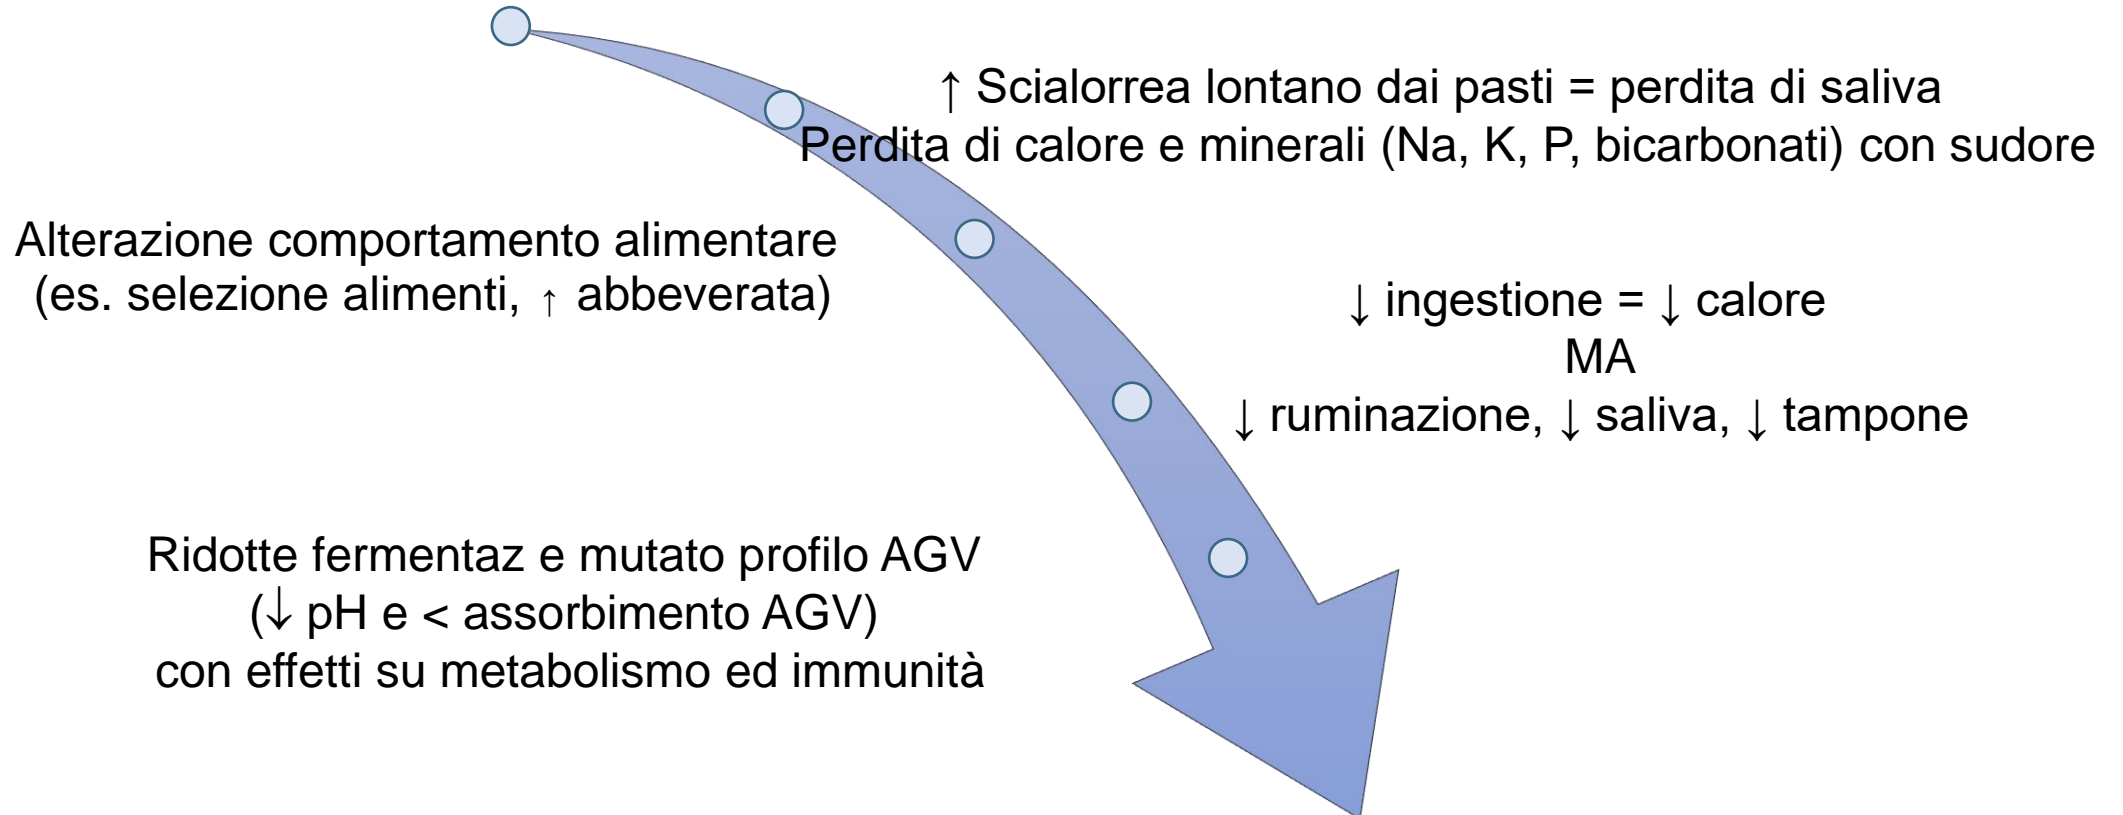 ↑ Scialorrea lontano dai pasti = perdita di saliva
Perdita di calore e minerali (Na, K, P, bicarbonati) con sudore
Alterazione comportamento alimentare
(es. selezione alimenti, ↑ abbeverata)
↓ ingestione = ↓ calore
MA
↓ ruminazione, ↓ saliva, ↓ tampone
Ridotte fermentaz e mutato profilo AGV
(↓ pH e < assorbimento AGV)
con effetti su metabolismo ed immunità